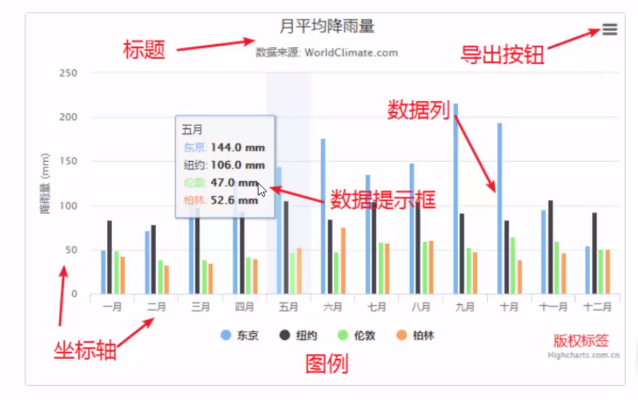 月平均降雨量
标题
数据来源: WorldClimate.com
导出按钮
250
200
150
100
50
0
降雨量 (mm)
数据列
五月
东京: 144.0 mm
纽约: 106.0 mm
伦敦: 47.0 mm
柏林: 52.6 mm
数据提示框
一月 二月 三月 四月 五月 六月 七月 八月 九月 十月 十一月 十二月
东京 纽约 伦敦 柏林
坐标轴
图例
版权标签
Highcharts.com.cn